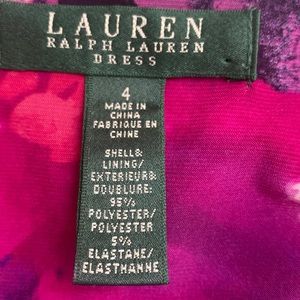 LAUREN
RALPH LAUREN
DRESS
4
MADE IN
CHINA
FABRIQUE EN
CHINE
SHELL&
LINING/
EXTERIEUR&
DOUBLURE:
95%
POLYESTER/
POLYESTER
5%
ELASTANE/
ELASTHANNE